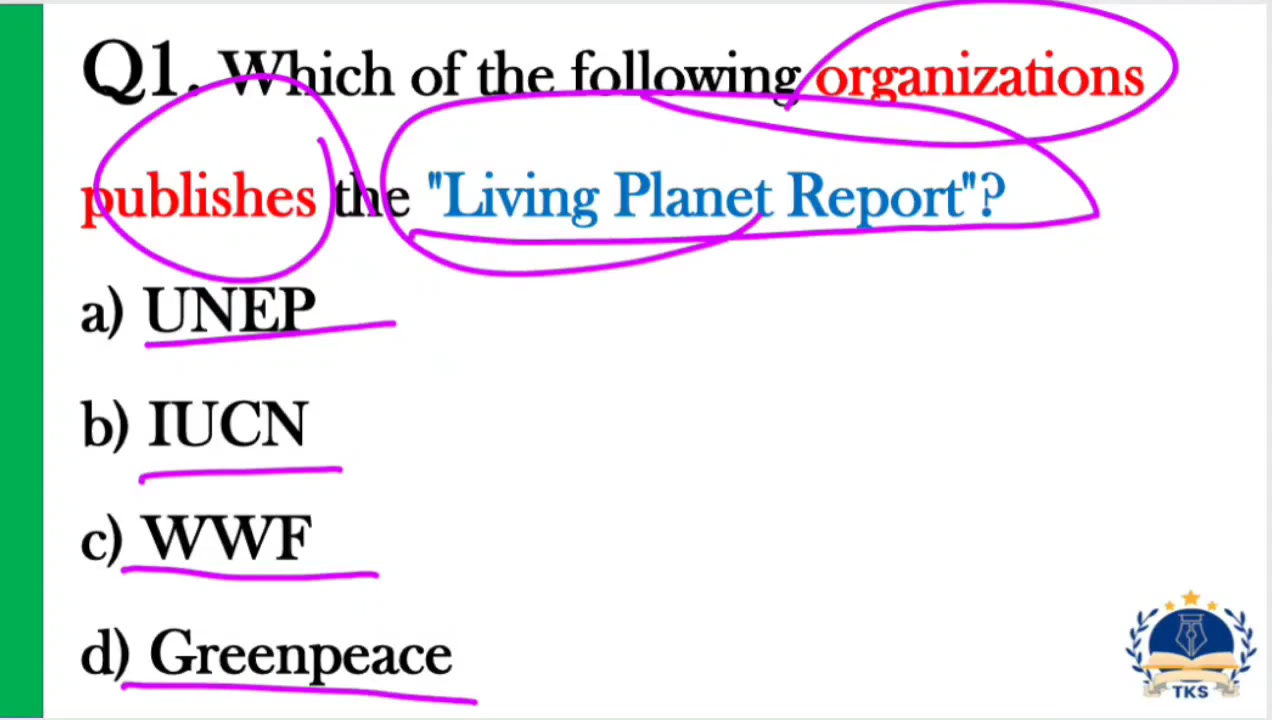 Q1. Which of the following organizations
publishes the "Living Planet Report"?
a) UNEP
b) IUCN
c) WWF
d) Greenpeace
TKS